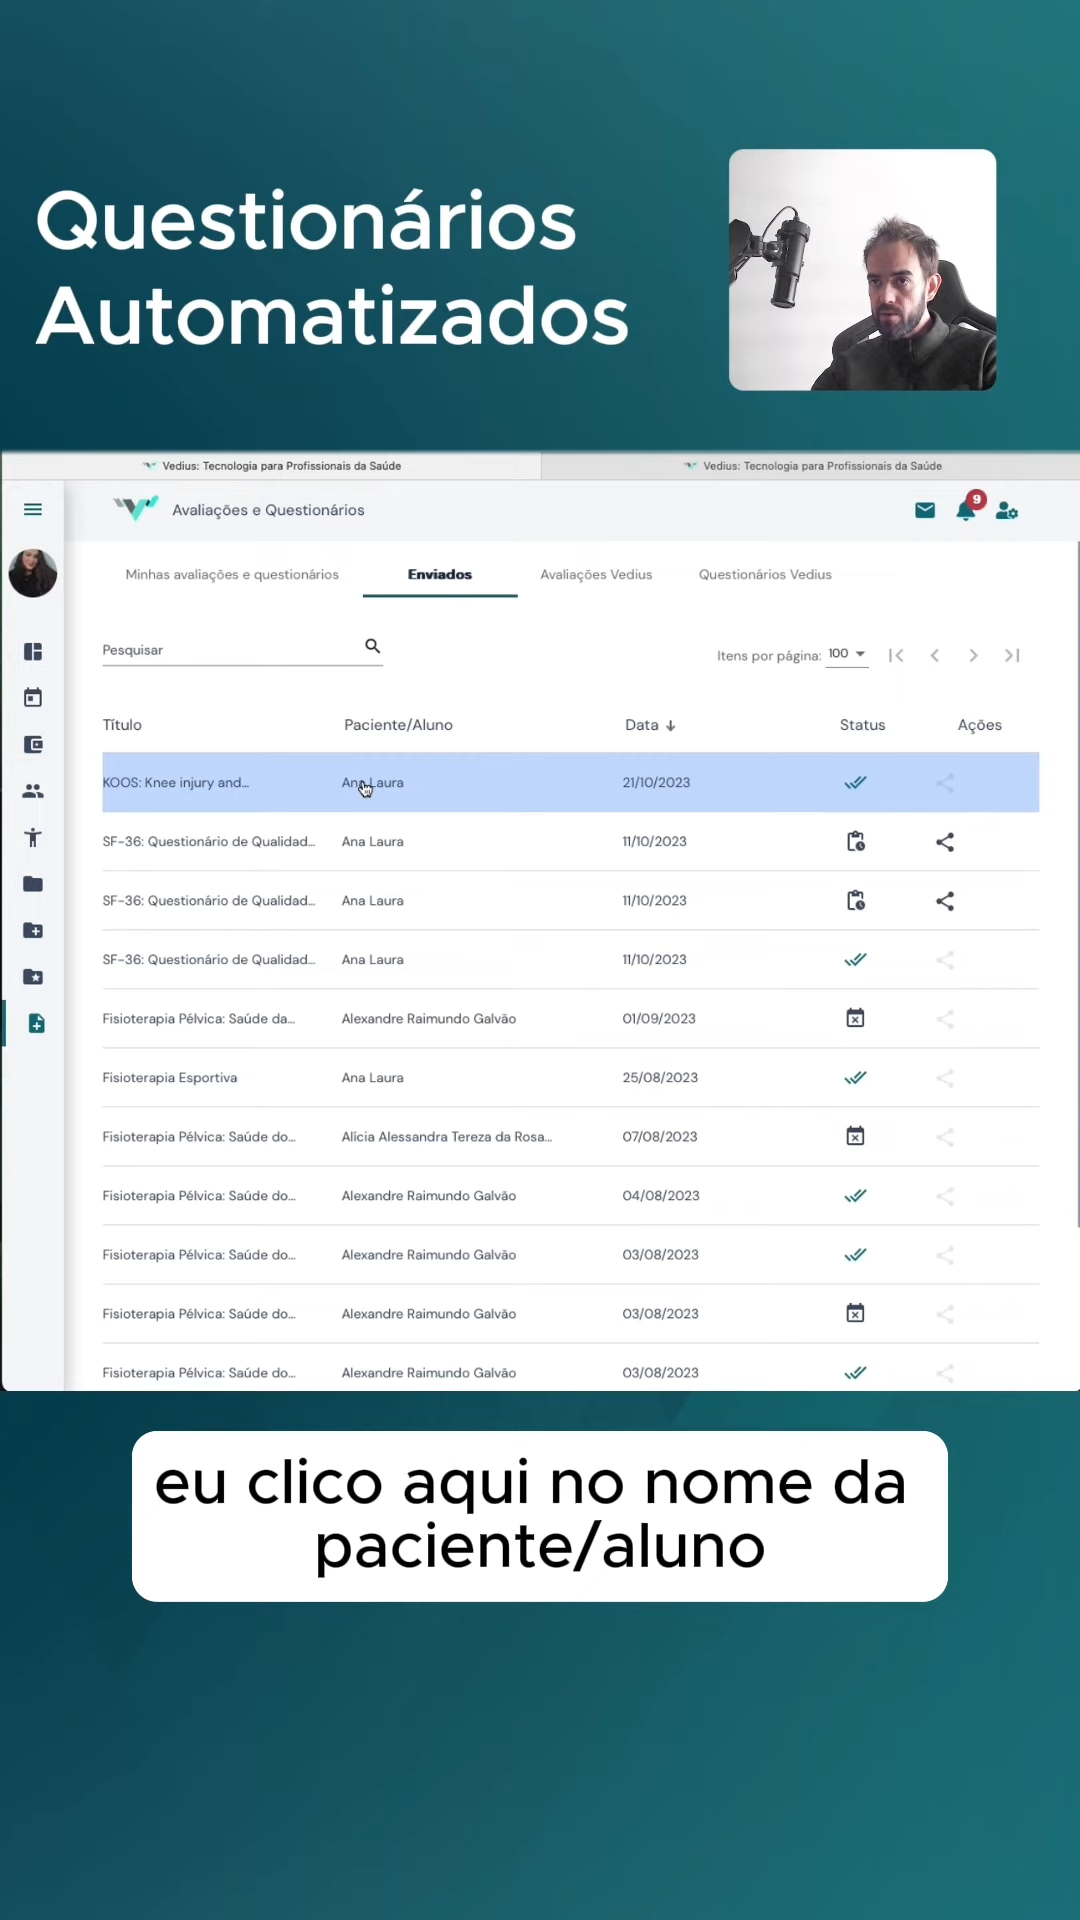 Questionários
Automatizados
Vedius: Tecnologia para Profissionais da Saúde
Vedius: Tecnologia para Profissionais da Saúde
Avaliações e Questionários
9
Minhas avaliações e questionários
Enviados
Avaliações Vedius
Questionários Vedius
Pesquisar
Itens por página: 100
Título Paciente/Aluno Data Status Ações
KOOS: Knee injury and... Ana Laura 21/10/2023
SF-36: Questionário de Qualidad... Ana Laura 11/10/2023
SF-36: Questionário de Qualidad... Ana Laura 11/10/2023
SF-36: Questionário de Qualidad... Ana Laura 11/10/2023
Fisioterapia Pélvica: Saúde da... Alexandre Raimundo Galvão 01/09/2023
Fisioterapia Esportiva Ana Laura 25/08/2023
Fisioterapia Pélvica: Saúde do... Alícia Alessandra Tereza da Rosa... 07/08/2023
Fisioterapia Pélvica: Saúde do... Alexandre Raimundo Galvão 04/08/2023
Fisioterapia Pélvica: Saúde do... Alexandre Raimundo Galvão 03/08/2023
Fisioterapia Pélvica: Saúde do... Alexandre Raimundo Galvão 03/08/2023
Fisioterapia Pélvica: Saúde do... Alexandre Raimundo Galvão 03/08/2023
eu clico aqui no nome da
paciente/aluno